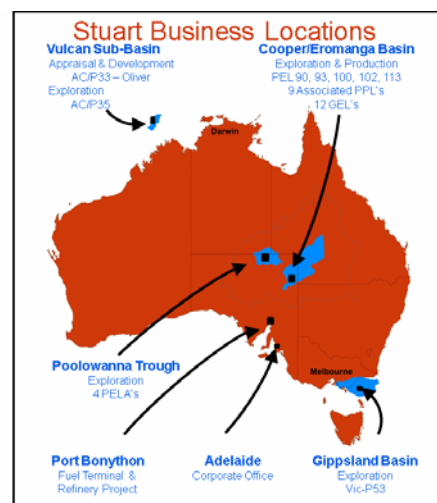 Stuart Business Locations
Vulcan Sub-Basin
Appraisal & Development
AC/P33 – Oliver
Exploration
AC/P35
Cooper/Eromanga Basin
Exploration & Production
PEL 90, 93, 100, 102, 113
9 Associated PPL's
12 GEL's
Darwin
Poolowanna Trough
Exploration
4 PELA's
Melbourne
Port Bonython
Fuel Terminal &
Refinery Project
Adelaide
Corporate Office
Gippsland Basin
Exploration
Vic-P53